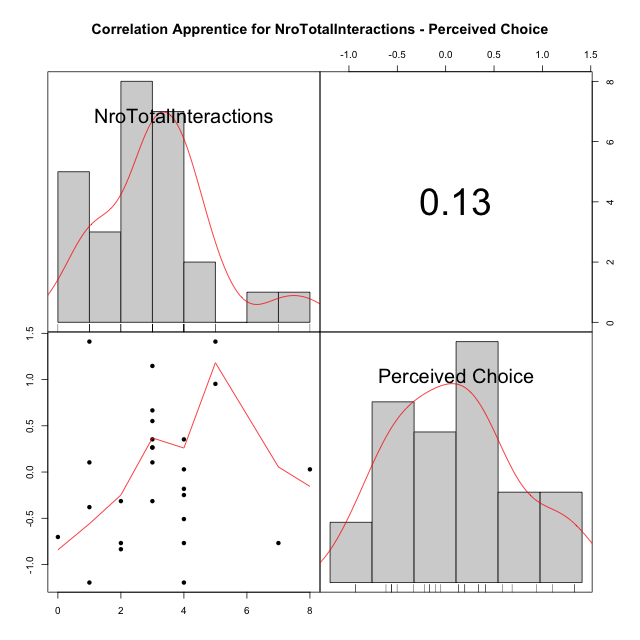 Correlation Apprentice for NroTotalInteractions - Perceived Choice
-1.0 -0.5 0.0 0.5 1.0 1.5
NroTotalInteractions
0.13
8
6
4
2
0
1.5
1.0
0.5
0.0
-0.5
-1.0
Perceived Choice
0 2 4 6 8